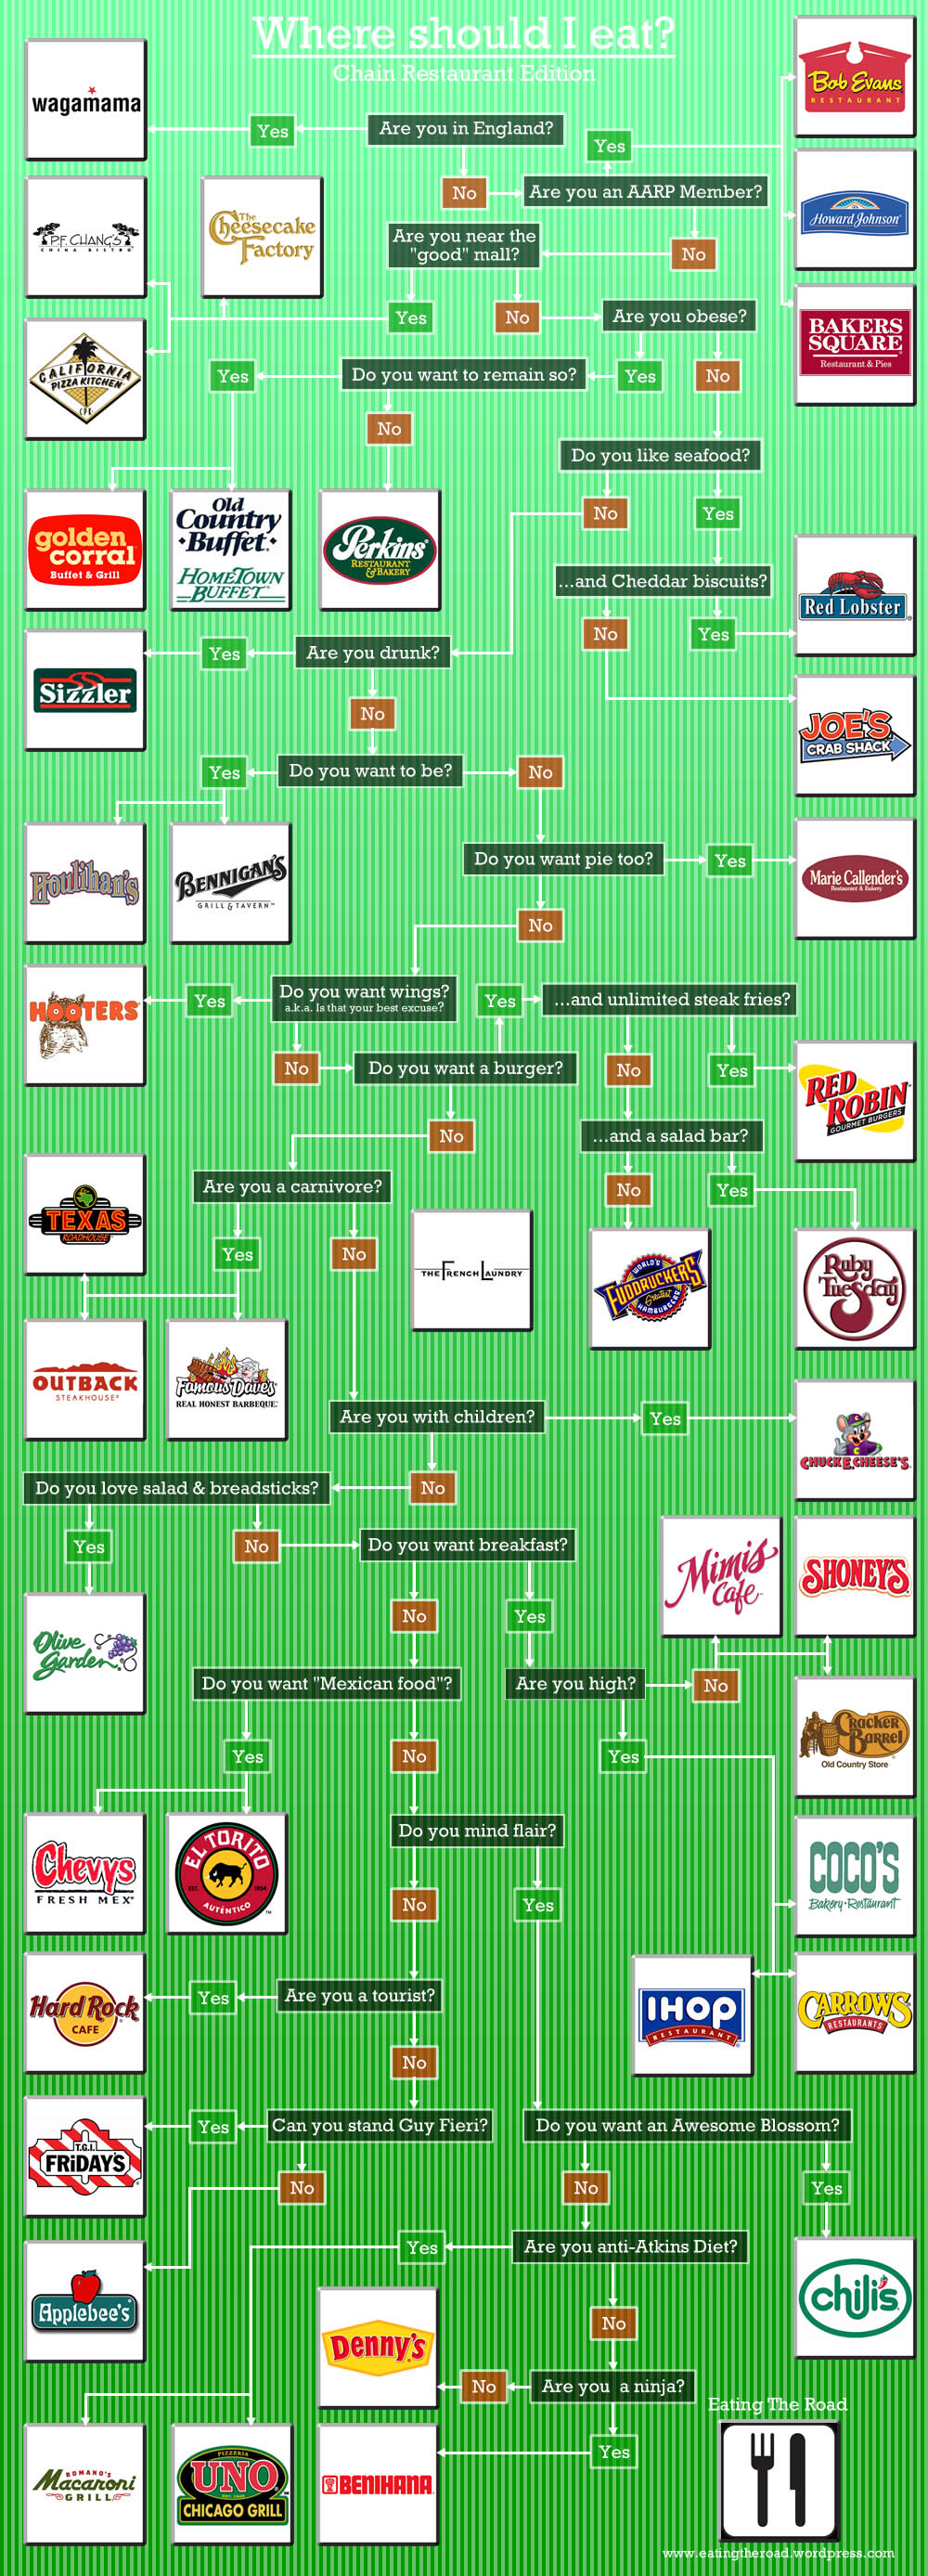 Where should I eat?
Chain Restaurant Edition
Bob Evans
RESTAURANT
wagamama
Yes
Are you in England?
Yes
No
Are you an AARP Member?
Howard Johnson
P.F. CHANG'S
CHINA BISTRO
The
Cheesecake
Factory
Are you near the
"good" mall?
No
Yes
No
Are you obese?
BAKERS
SQUARE
Restaurant & Pies
CALIFORNIA
PIZZA KITCHEN
CPK
Yes
Do you want to remain so?
Yes
No
No
Do you like seafood?
No
Yes
golden
corral
Buffet & Grill
Old
Country
Buffet
HOMETOWN
BUFFET
Perkins
RESTAURANT
& BAKERY
...and Cheddar biscuits?
Red Lobster
No
Yes
Yes
Are you drunk?
Sizzler
No
JOE'S
CRAB SHACK
Yes
Do you want to be?
No
Houlihan's
BENNIGAN'S
GRILL & TAVERN
Do you want pie too?
Yes
Marie Callender's
Restaurant & Bakery
No
HOOTERS
Yes
Do you want wings?
a.k.a. Is that your best excuse?
Yes
...and unlimited steak fries?
No
Do you want a burger?
No
Yes
RED
ROBIN
GOURMET BURGERS
No
...and a salad bar?
Are you a carnivore?
No
Yes
TEXAS
ROADHOUSE
Yes
No
THE FRENCH LAUNDRY
WORLD'S
FUDDRUCKERS
Greatest
HAMBURGERS
Ruby
Tuesday
OUTBACK
STEAKHOUSE
Famous Dave's
REAL HONEST BARBEQUE
Are you with children?
Yes
CHUCK E. CHEESE'S
Do you love salad & breadsticks?
No
Yes
No
Do you want breakfast?
Mimis
Cafe
SHONEY'S
No
Yes
Olive
Garden
Do you want "Mexican food"?
Are you high?
No
Cracker
Barrel
Old Country Store
Yes
No
Yes
Chevys
FRESH MEX
EL TORITO
EST. 1954
AUTÉNTICO
Do you mind flair?
COCO'S
Bakery·Restaurant
No
Yes
Hard Rock
CAFE
Yes
Are you a tourist?
IHOP
RESTAURANT
CARROWS
RESTAURANTS
No
T.G.I.
FRiDAY'S
Yes
Can you stand Guy Fieri?
Do you want an Awesome Blossom?
No
No
Yes
Applebee's
Yes
Are you anti-Atkins Diet?
chili's
No
Denny's
No
Are you a ninja?
Eating The Road
Yes
ROMANO'S
Macaroni
GRILL
PIZZERIA
UNO
EST. 1943
CHICAGO GRILL
BENIHANA
www.eatingtheroad.wordpress.com